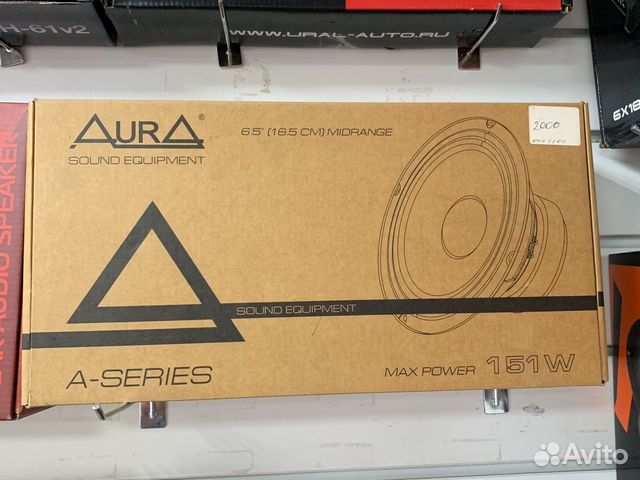 H-61v2
WWW.URAL-AUTO.RU
AURA®
SOUND EQUIPMENT
6.5" (16.5 CM) MIDRANGE
2000
6X18
AUDIO SPEAKER
SOUND EQUIPMENT
A-SERIES
MAX POWER 151W
Avito